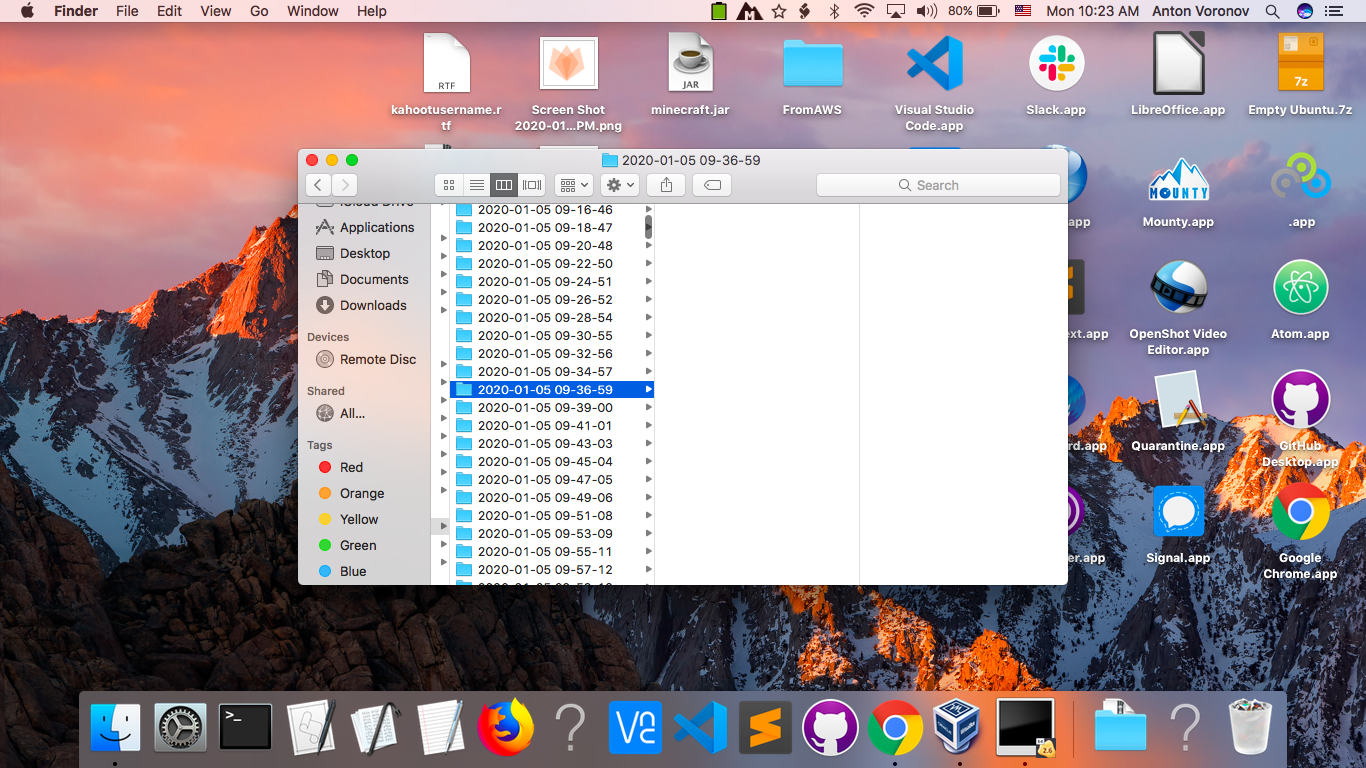 Finder File Edit View Go Window Help 80% Mon 10:23 AM Anton Voronov
RTF
kahootusername.r
tf
Screen Shot
2020-01...PM.png
JAR
minecraft.jar
FromAWS
Visual Studio
Code.app
Slack.app
LibreOffice.app
7z
Empty Ubuntu.7z
2020-01-05 09-36-59
Search
iCloud Drive
Applications
Desktop
Documents
Downloads
Devices
Remote Disc
Shared
All...
Tags
Red
Orange
Yellow
Green
Blue
2020-01-05 09-16-46
2020-01-05 09-18-47
2020-01-05 09-20-48
2020-01-05 09-22-50
2020-01-05 09-24-51
2020-01-05 09-26-52
2020-01-05 09-28-54
2020-01-05 09-30-55
2020-01-05 09-32-56
2020-01-05 09-34-57
2020-01-05 09-36-59
2020-01-05 09-39-00
2020-01-05 09-41-01
2020-01-05 09-43-03
2020-01-05 09-45-04
2020-01-05 09-47-05
2020-01-05 09-49-06
2020-01-05 09-51-08
2020-01-05 09-53-09
2020-01-05 09-55-11
2020-01-05 09-57-12
MOUNTY
app
Mounty.app
.app
ext.app
OpenShot Video
Editor.app
Atom.app
rd.app
Quarantine.app
GitHub
Desktop.app
er.app
Signal.app
Google
Chrome.app
>_
2.6